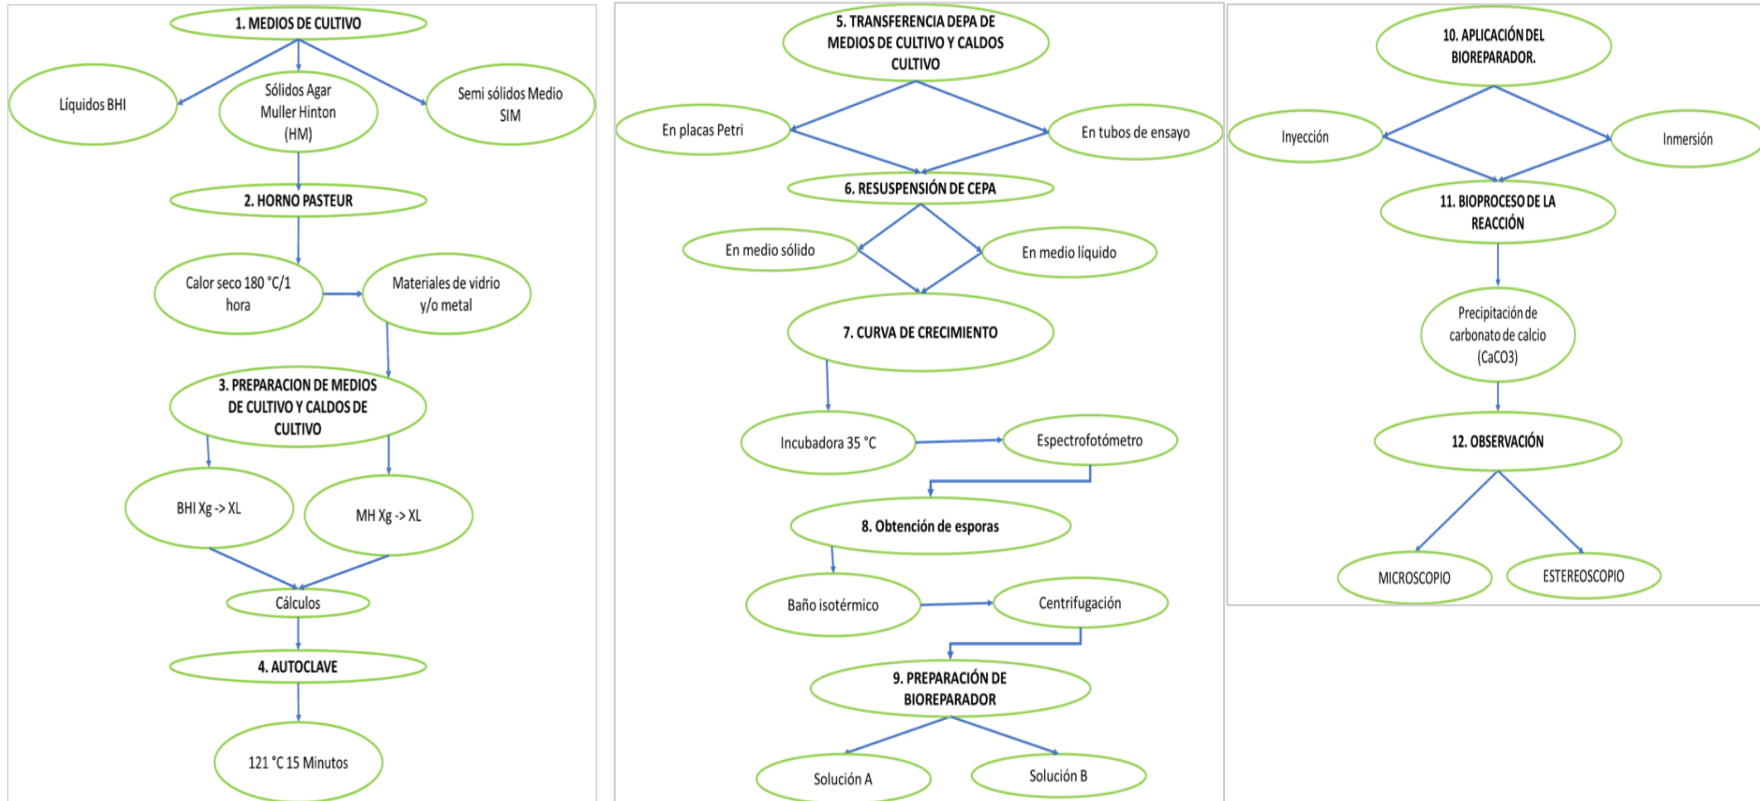 1. MEDIOS DE CULTIVO
Líquidos BHI
Sólidos Agar
Muller Hinton
(HM)
Semi sólidos Medio
SIM
2. HORNO PASTEUR
Calor seco 180 °C/1
hora
Materiales de vidrio
y/o metal
3. PREPARACION DE MEDIOS
DE CULTIVO Y CALDOS DE
CULTIVO
BHI Xg -> XL
MH Xg -> XL
Cálculos
4. AUTOCLAVE
121 °C 15 Minutos
5. TRANSFERENCIA DEPA DE
MEDIOS DE CULTIVO Y CALDOS
CULTIVO
En placas Petri
En tubos de ensayo
6. RESUSPENSIÓN DE CEPA
En medio sólido
En medio líquido
7. CURVA DE CRECIMIENTO
Incubadora 35 °C
Espectrofotómetro
8. Obtención de esporas
Baño isotérmico
Centrifugación
9. PREPARACIÓN DE
BIOREPARADOR
Solución A
Solución B
10. APLICACIÓN DEL
BIOREPARADOR.
Inyección
Inmersión
11. BIOPROCESO DE LA
REACCIÓN
Precipitación de
carbonato de calcio
(CaCO3)
12. OBSERVACIÓN
MICROSCOPIO
ESTEREOSCOPIO